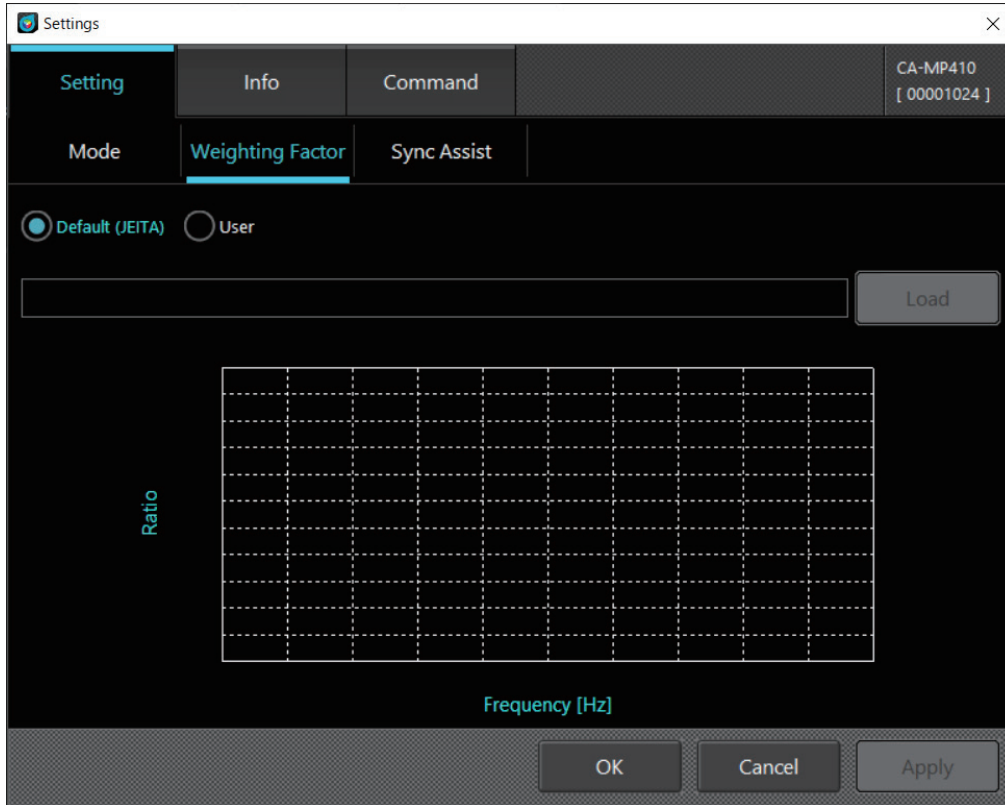 Settings
Setting Info Command
CA-MP410
[ 00001024 ]
Mode Weighting Factor Sync Assist
Default (JEITA) User
Load
Ratio
Frequency [Hz]
OK Cancel Apply